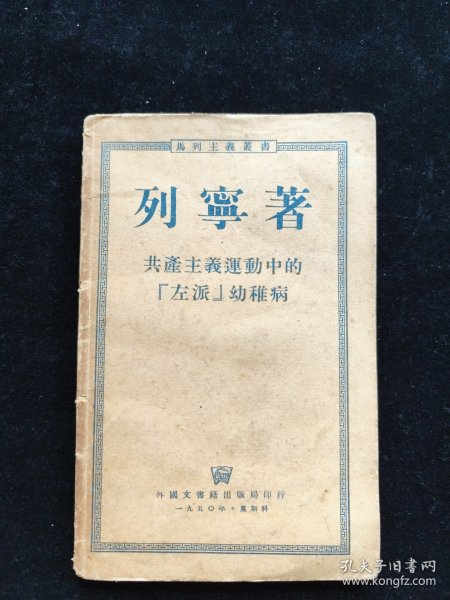 馬列主義叢書
列寧著
共產主義運動中的
『左派』幼稚病
外國文書籍出版局印行
一九五〇年·莫斯科
孔夫子旧书网
www.kongfz.com